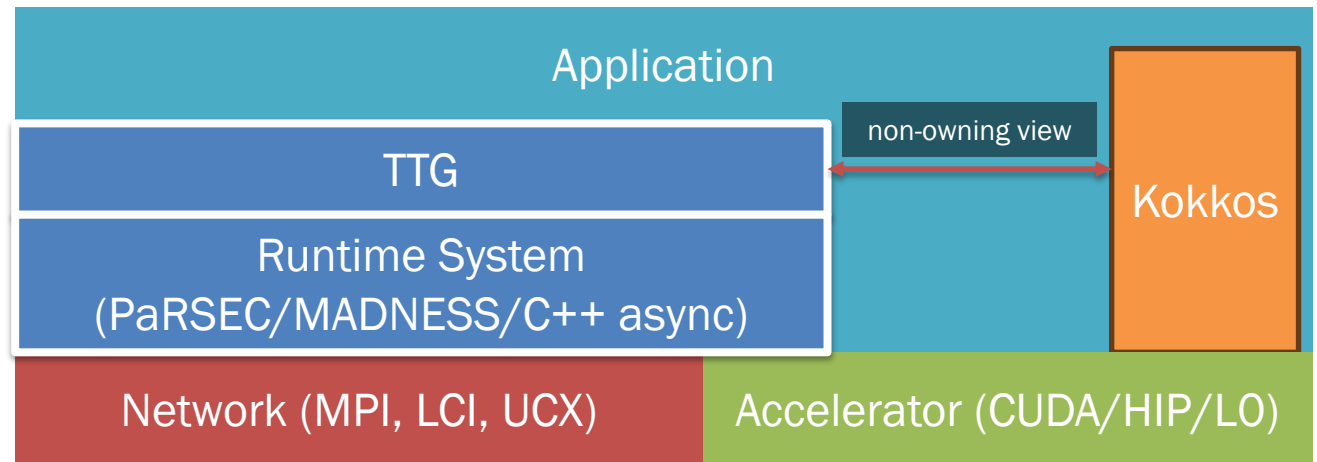 Application
non-owning view
TTG
Kokkos
Runtime System
(PaRSEC/MADNESS/C++ async)
Network (MPI, LCI, UCX)
Accelerator (CUDA/HIP/L0)